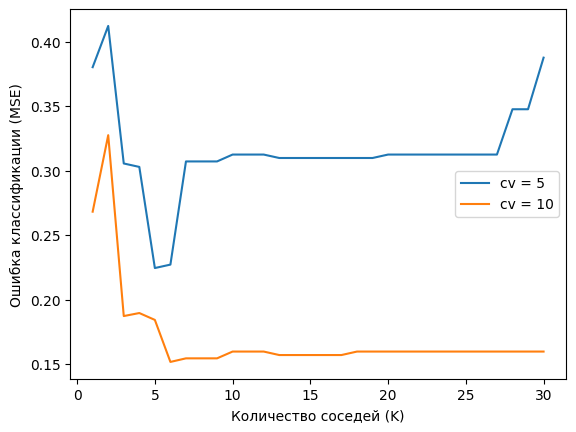 Ошибка классификации (MSE)
0.40
0.35
0.30
0.25
0.20
0.15
cv = 5
cv = 10
0 5 10 15 20 25 30
Количество соседей (K)